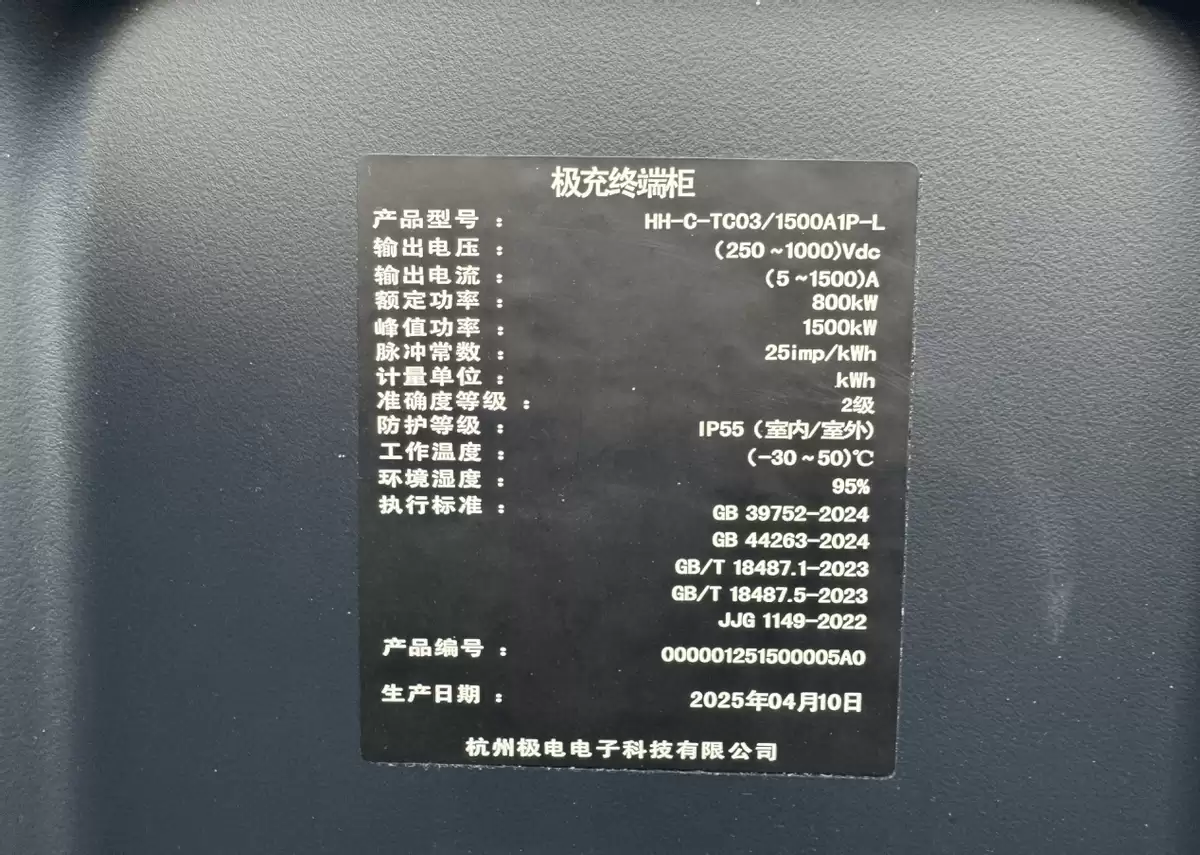 极充终端柜
产品型号： HH-C-TC03/1500A1P-L
输出电压： (250~1000)Vdc
输出电流： (5~1500)A
额定功率： 800kW
峰值功率： 1500kW
脉冲常数： 25imp/kWh
计量单位： kWh
准确度等级： 2级
防护等级： IP55（室内/室外）
工作温度： (-30~50)℃
环境湿度： 95%
执行标准： GB 39752-2024
GB 44263-2024
GB/T 18487.1-2023
GB/T 18487.5-2023
JJG 1149-2022
产品编号： 000001251500005A0
生产日期： 2025年04月10日
杭州极电电子科技有限公司